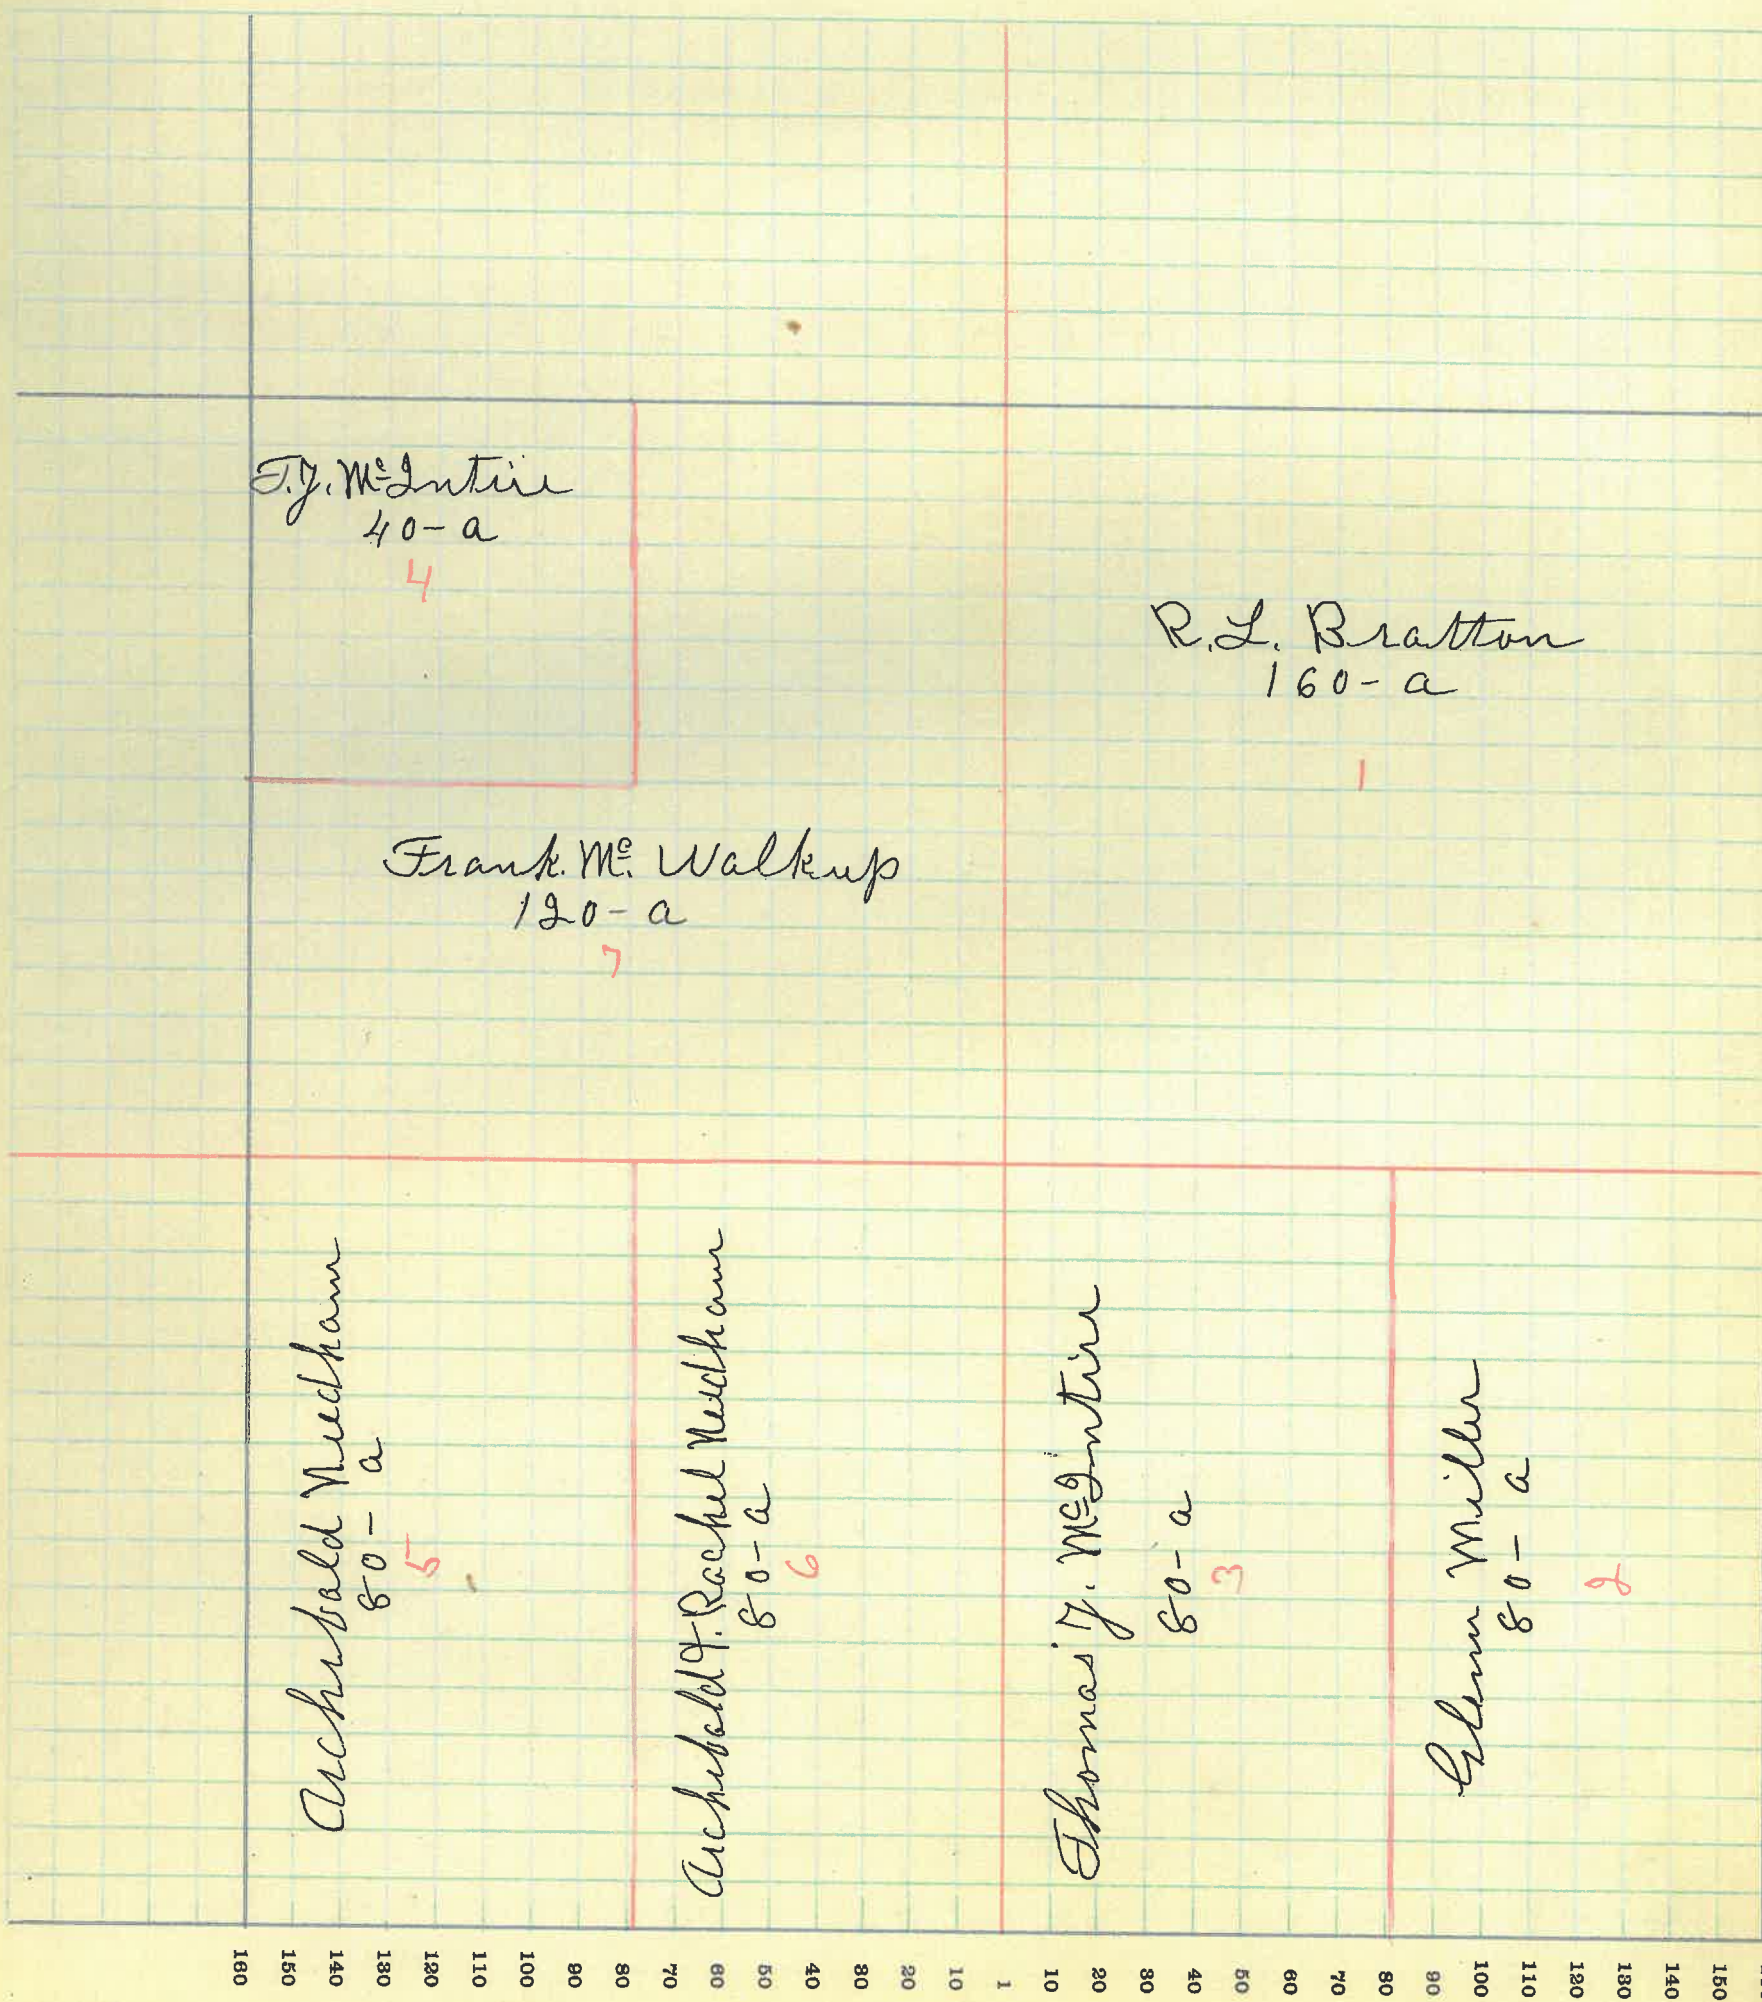 T.J. McIntire
40-a
4
R.L. Bratton
160-a
1
Frank. Mc. Walkup
120-a
7
Archibald Needham
80-a
5
Archibald & Rachel Needham
80-a
6
Thomas J. McIntire
80-a
3
Glenn Miller
80-a
2
160 150 140 130 120 110 100 90 80 70 60 50 40 30 20 10 1 10 20 30 40 50 60 70 80 90 100 110 120 130 140 150